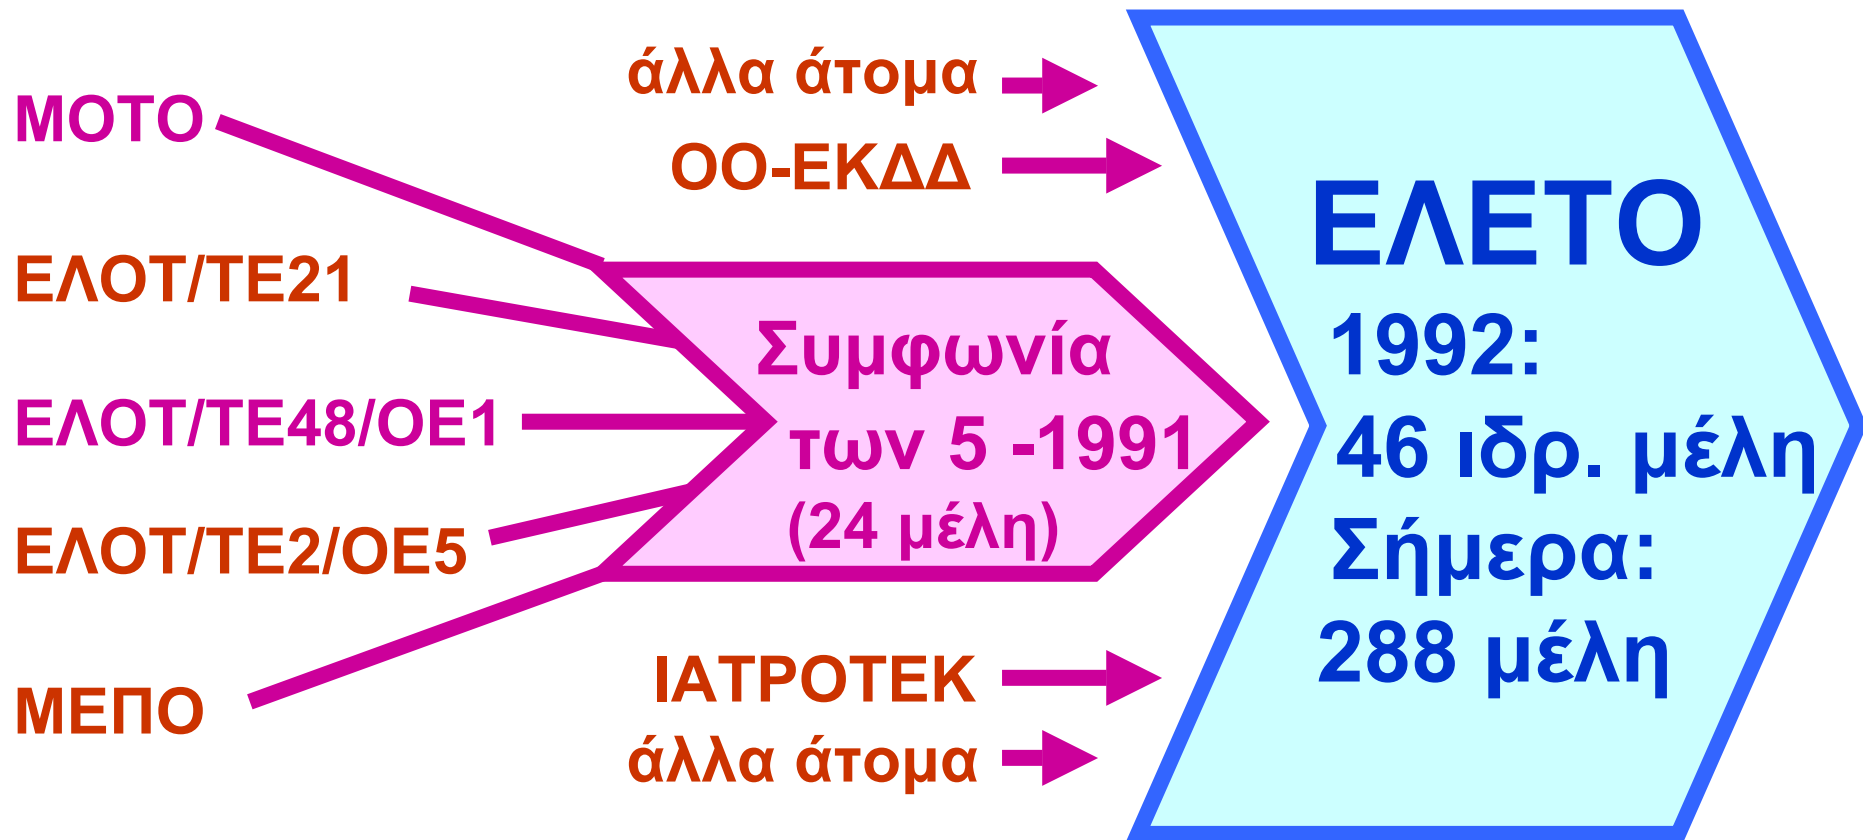 ΜΟΤΟ
ΕΛΟΤ/ΤΕ21
ΕΛΟΤ/ΤΕ48/ΟΕ1
ΕΛΟΤ/ΤΕ2/ΟΕ5
ΜΕΠΟ
άλλα άτομα
ΟΟ-ΕΚΔΔ
Συμφωνία
των 5 -1991
(24 μέλη)
ΙΑΤΡΟΤΕΚ
άλλα άτομα
ΕΛΕΤΟ
1992:
46 ιδρ. μέλη
Σήμερα:
288 μέλη